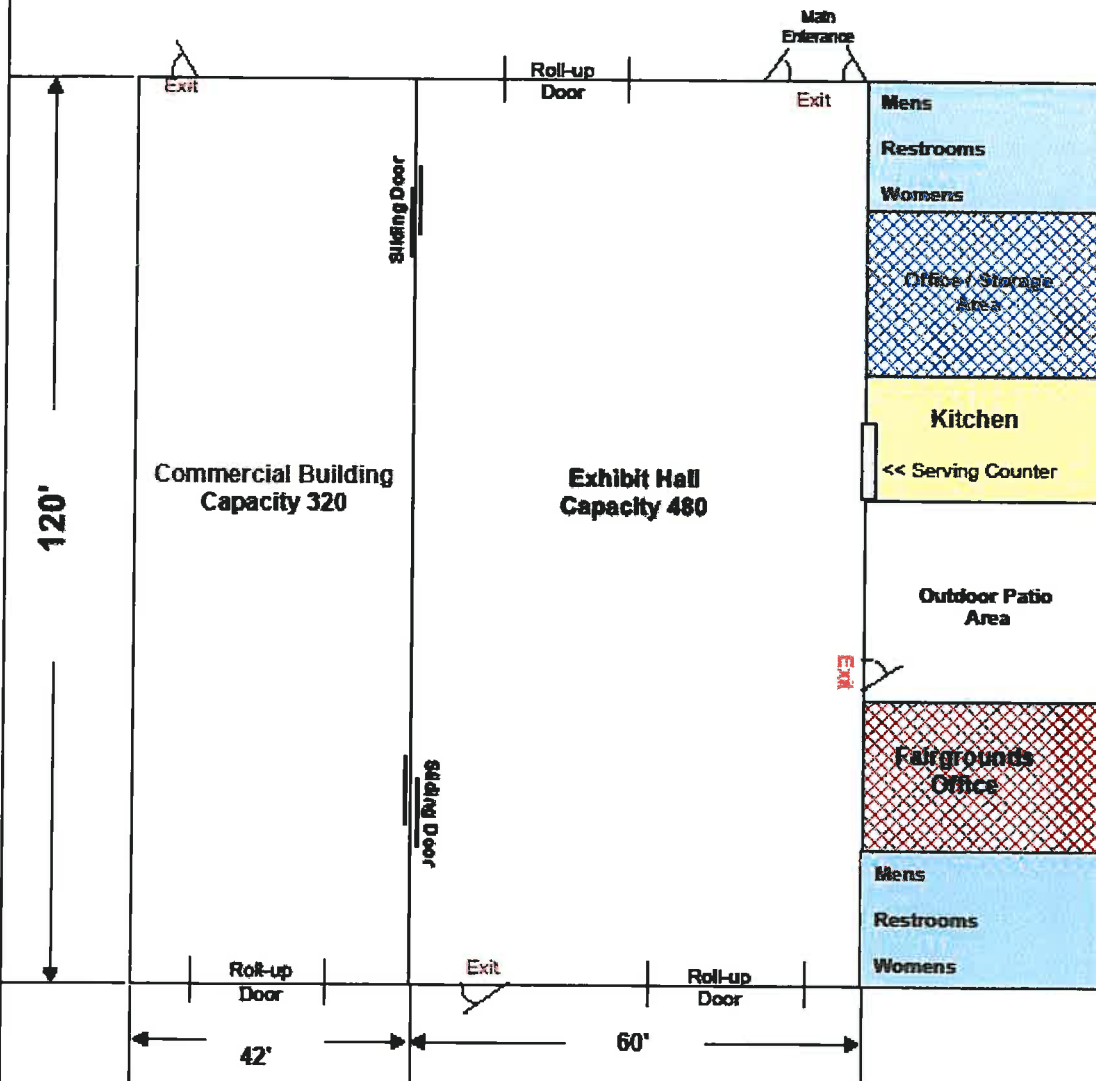 Main
Enterance
Exit
Roll-up
Door
Exit
Mens
Restrooms
Womens
Sliding Door
Office / Storage
Area
Kitchen
<< Serving Counter
120'
Commercial Building
Capacity 320
Exhibit Hall
Capacity 480
Outdoor Patio
Area
Exit
Fairgrounds
Office
Sliding Door
Mens
Restrooms
Womens
Roll-up
Door
Exit
Roll-up
Door
42'
60'